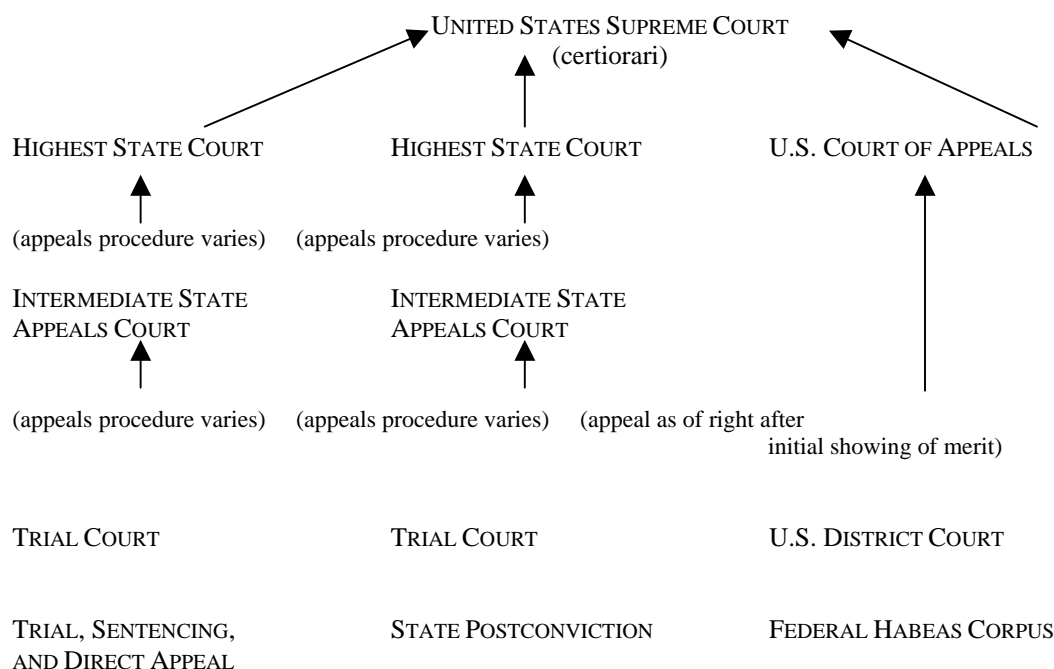 UNITED STATES SUPREME COURT
(certiorari)
HIGHEST STATE COURT HIGHEST STATE COURT U.S. COURT OF APPEALS
(appeals procedure varies) (appeals procedure varies)
INTERMEDIATE STATE INTERMEDIATE STATE
APPEALS COURT APPEALS COURT
(appeals procedure varies) (appeals procedure varies) (appeal as of right after
initial showing of merit)
TRIAL COURT TRIAL COURT U.S. DISTRICT COURT
TRIAL, SENTENCING, STATE POSTCONVICTION FEDERAL HABEAS CORPUS
AND DIRECT APPEAL